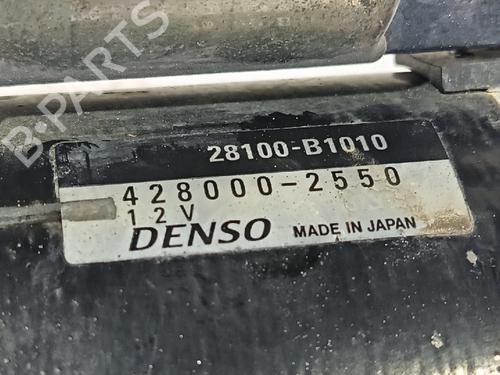 B-PARTS
28100-B1010
428000-2550
12V
DENSO MADE IN JAPAN